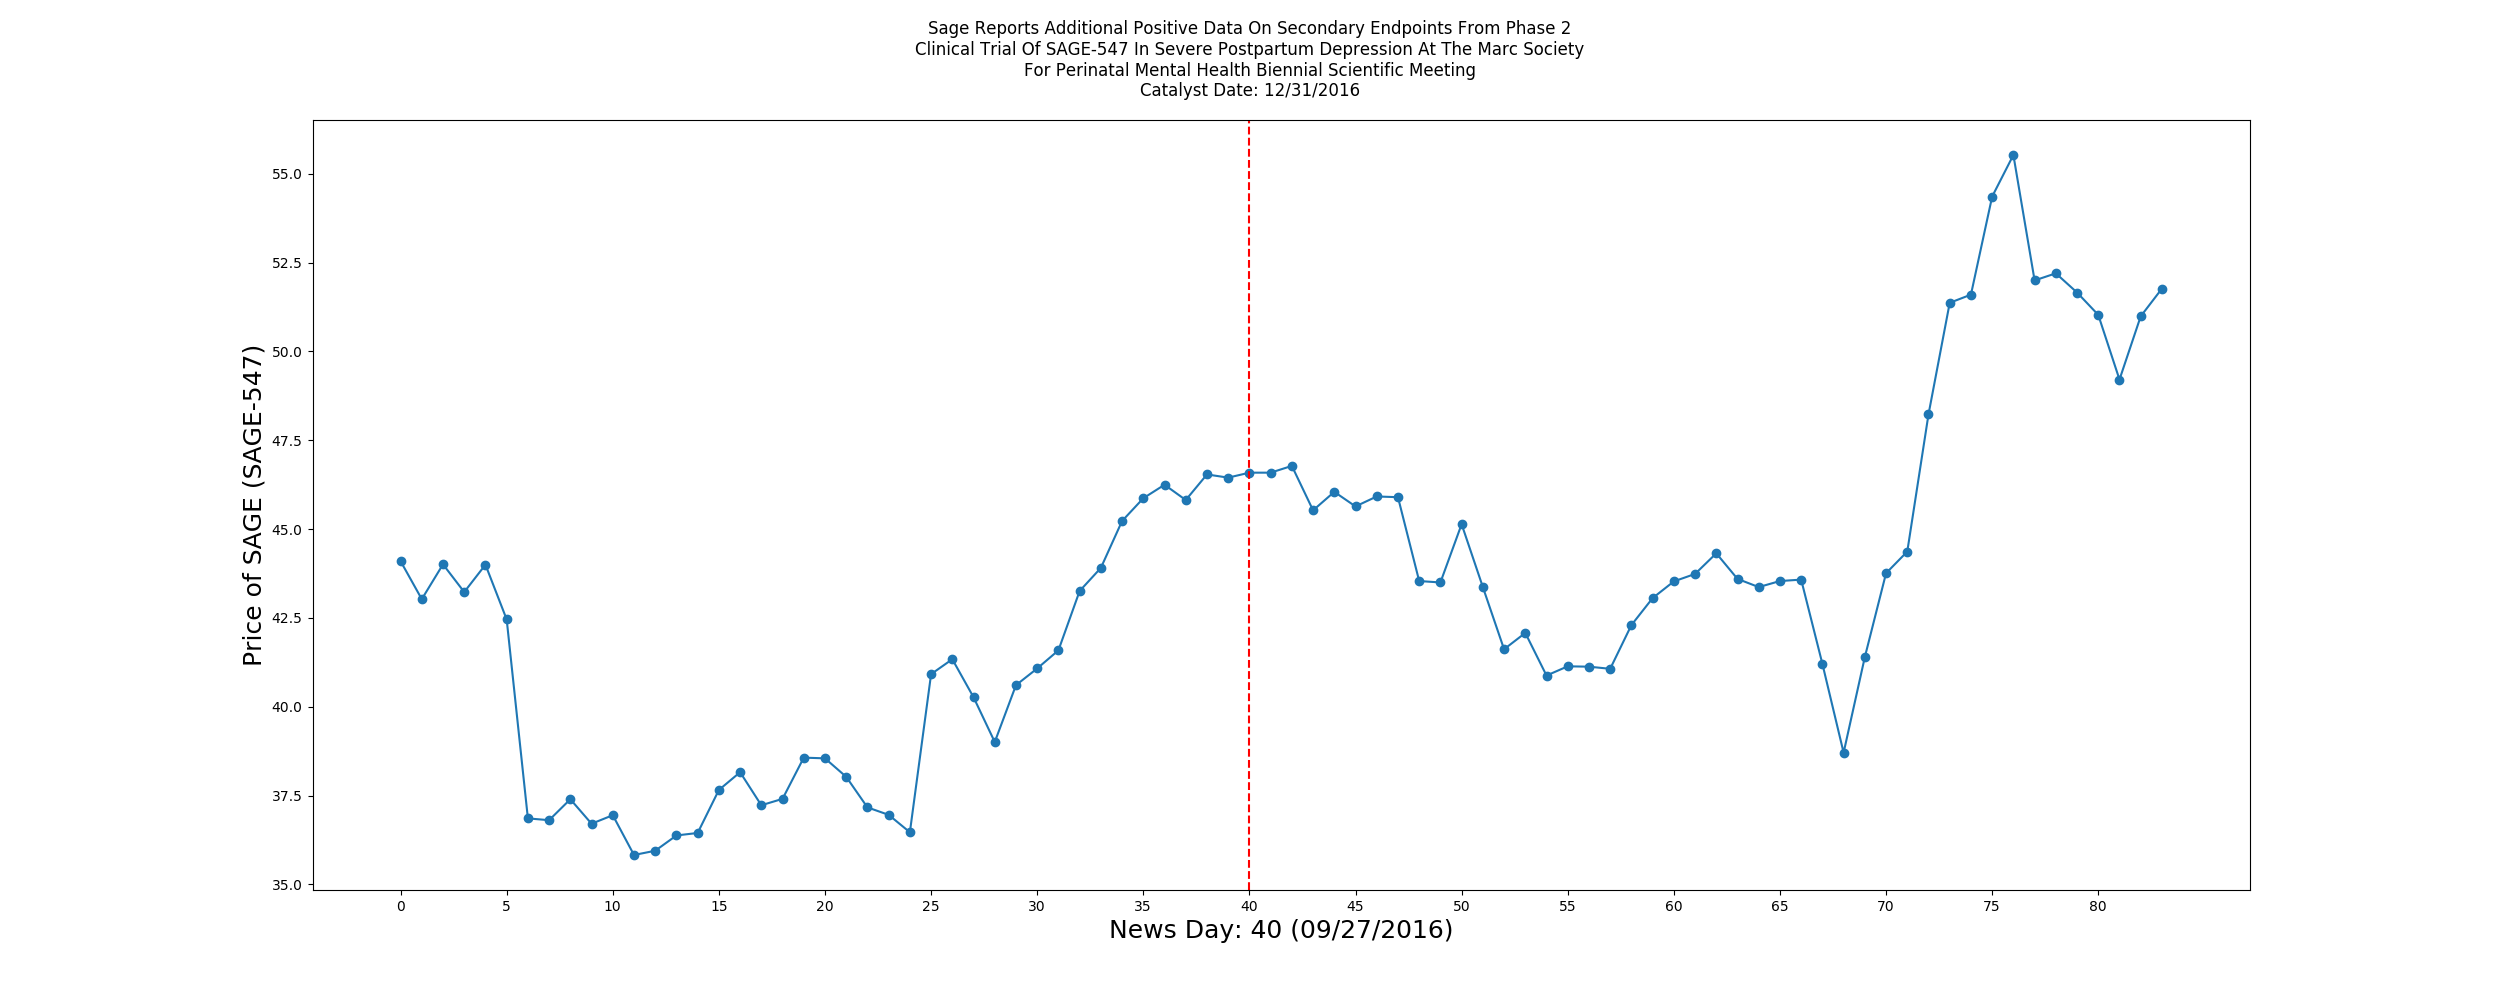 Sage Reports Additional Positive Data On Secondary Endpoints From Phase 2
Clinical Trial Of SAGE-547 In Severe Postpartum Depression At The Marc Society
For Perinatal Mental Health Biennial Scientific Meeting
Catalyst Date: 12/31/2016
Price of SAGE (SAGE-547)
55.0
52.5
50.0
47.5
45.0
42.5
40.0
37.5
35.0
0 5 10 15 20 25 30 35 40 45 50 55 60 65 70 75 80
News Day: 40 (09/27/2016)